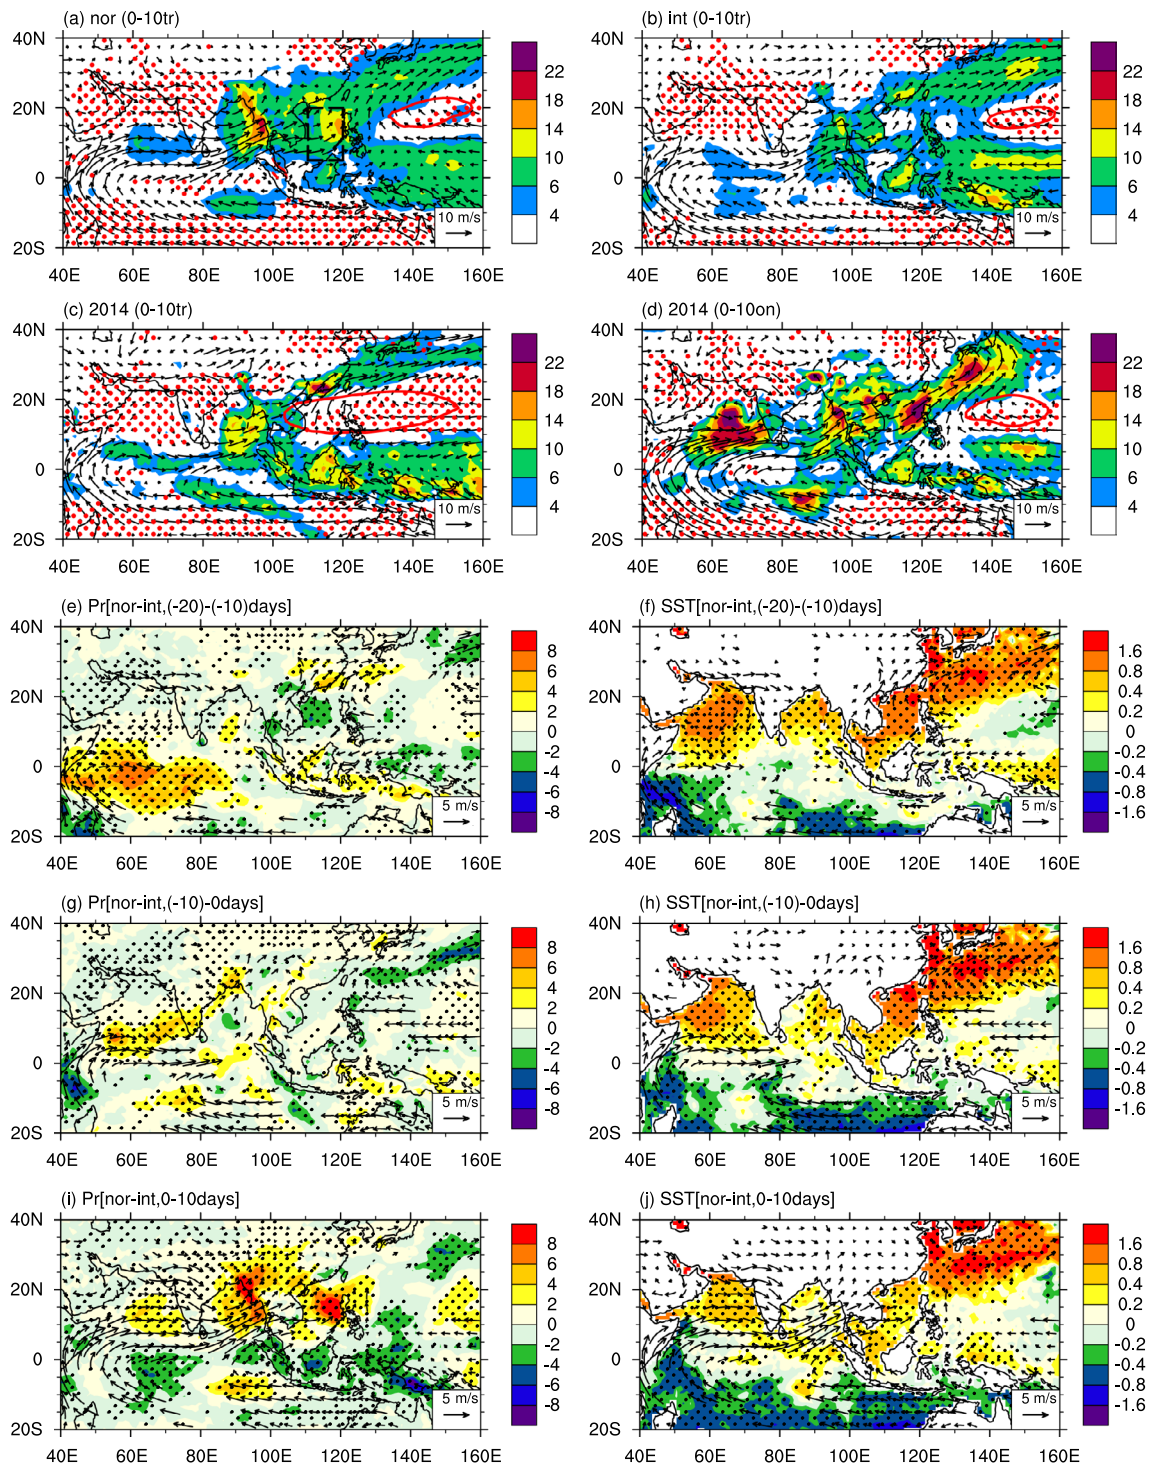 (a) nor (0-10tr)
(b) int (0-10tr)
40N
20N
0
20S
40E 60E 80E 100E 120E 140E 160E
10 m/s
22
18
14
10
6
4
40N
20N
0
20S
40E 60E 80E 100E 120E 140E 160E
10 m/s
22
18
14
10
6
4
(c) 2014 (0-10tr)
(d) 2014 (0-10on)
40N
20N
0
20S
40E 60E 80E 100E 120E 140E 160E
10 m/s
22
18
14
10
6
4
40N
20N
0
20S
40E 60E 80E 100E 120E 140E 160E
10 m/s
22
18
14
10
6
4
(e) Pr[nor-int,(-20)-(-10)days]
(f) SST[nor-int,(-20)-(-10)days]
40N
20N
0
20S
40E 60E 80E 100E 120E 140E 160E
5 m/s
8
6
4
2
0
-2
-4
-6
-8
40N
20N
0
20S
40E 60E 80E 100E 120E 140E 160E
5 m/s
1.6
0.8
0.4
0.2
0
-0.2
-0.4
-0.8
-1.6
(g) Pr[nor-int,(-10)-0days]
(h) SST[nor-int,(-10)-0days]
40N
20N
0
20S
40E 60E 80E 100E 120E 140E 160E
5 m/s
8
6
4
2
0
-2
-4
-6
-8
40N
20N
0
20S
40E 60E 80E 100E 120E 140E 160E
5 m/s
1.6
0.8
0.4
0.2
0
-0.2
-0.4
-0.8
-1.6
(i) Pr[nor-int,0-10days]
(j) SST[nor-int,0-10days]
40N
20N
0
20S
40E 60E 80E 100E 120E 140E 160E
5 m/s
8
6
4
2
0
-2
-4
-6
-8
40N
20N
0
20S
40E 60E 80E 100E 120E 140E 160E
5 m/s
1.6
0.8
0.4
0.2
0
-0.2
-0.4
-0.8
-1.6